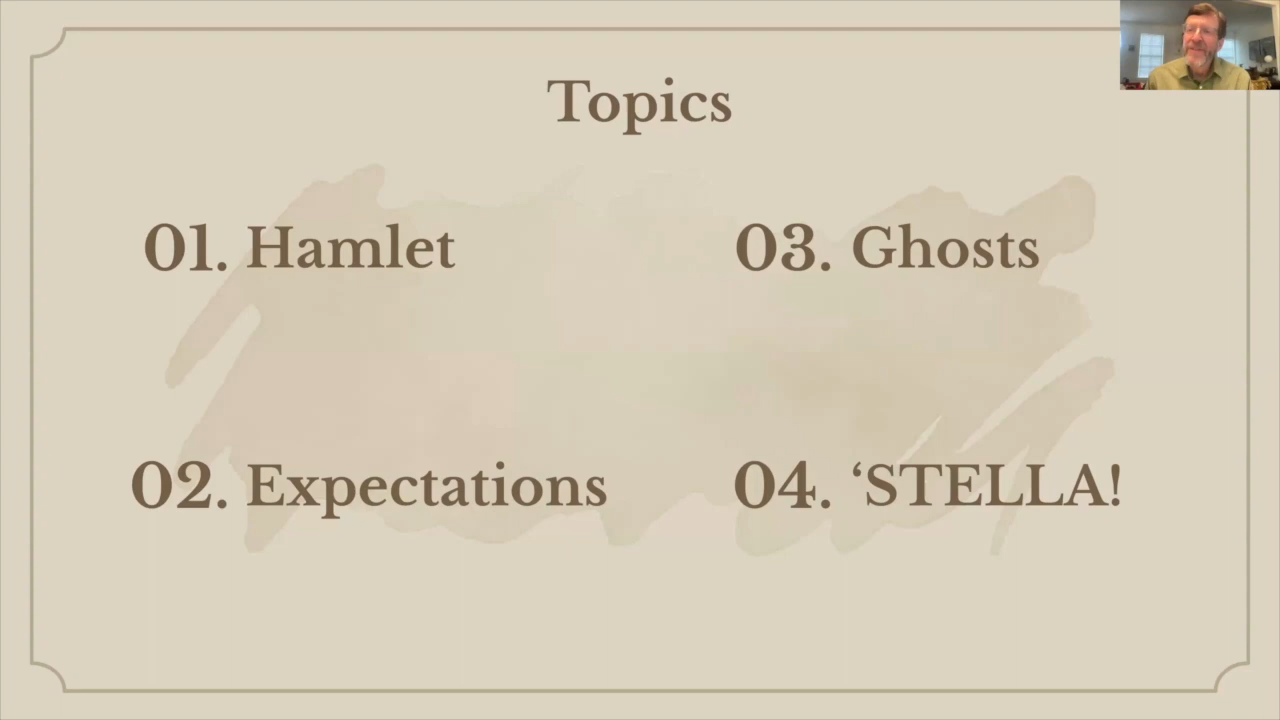 Topics
01. Hamlet
02. Expectations
03. Ghosts
04. ‘STELLA!